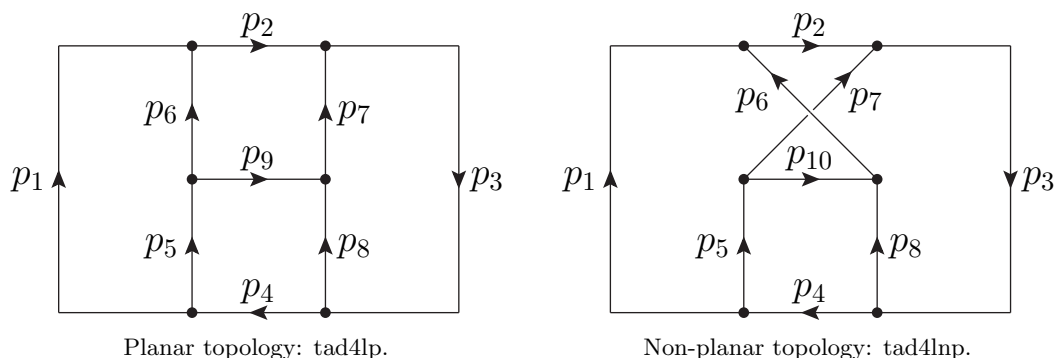 p2 p2
p6 p7 p6 p7
p1 p9 p3 p1 p10 p3
p5 p8 p5 p8
p4 p4
Planar topology: tad4lp. Non-planar topology: tad4lnp.